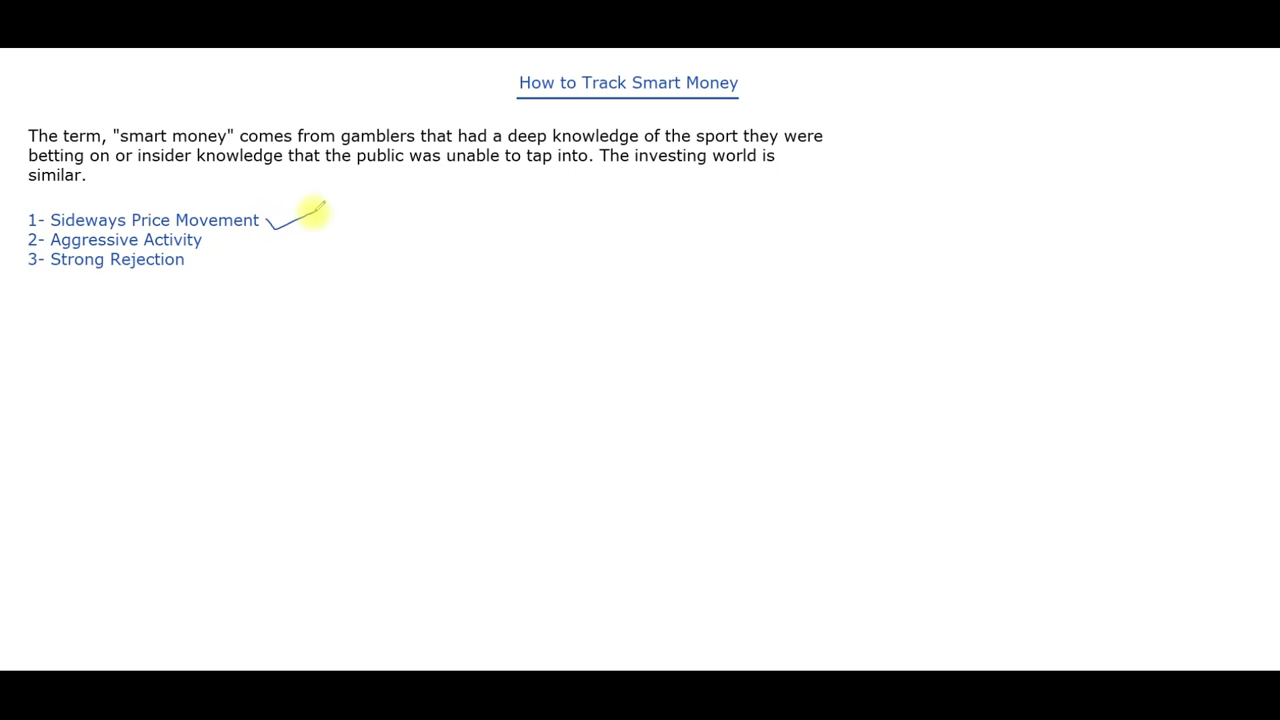 How to Track Smart Money
The term, "smart money" comes from gamblers that had a deep knowledge of the sport they were
betting on or insider knowledge that the public was unable to tap into. The investing world is
similar.
1- Sideways Price Movement
2- Aggressive Activity
3- Strong Rejection